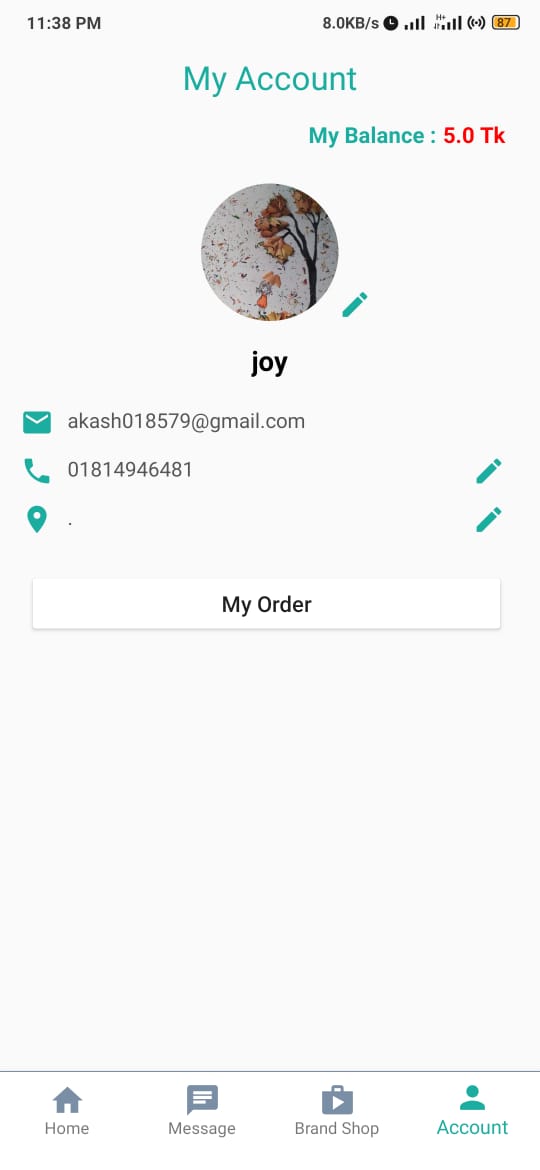 11:38 PM 8.0KB/s H+ 87
My Account
My Balance : 5.0 Tk
joy
akash018579@gmail.com
01814946481
.
My Order
Home Message Brand Shop Account